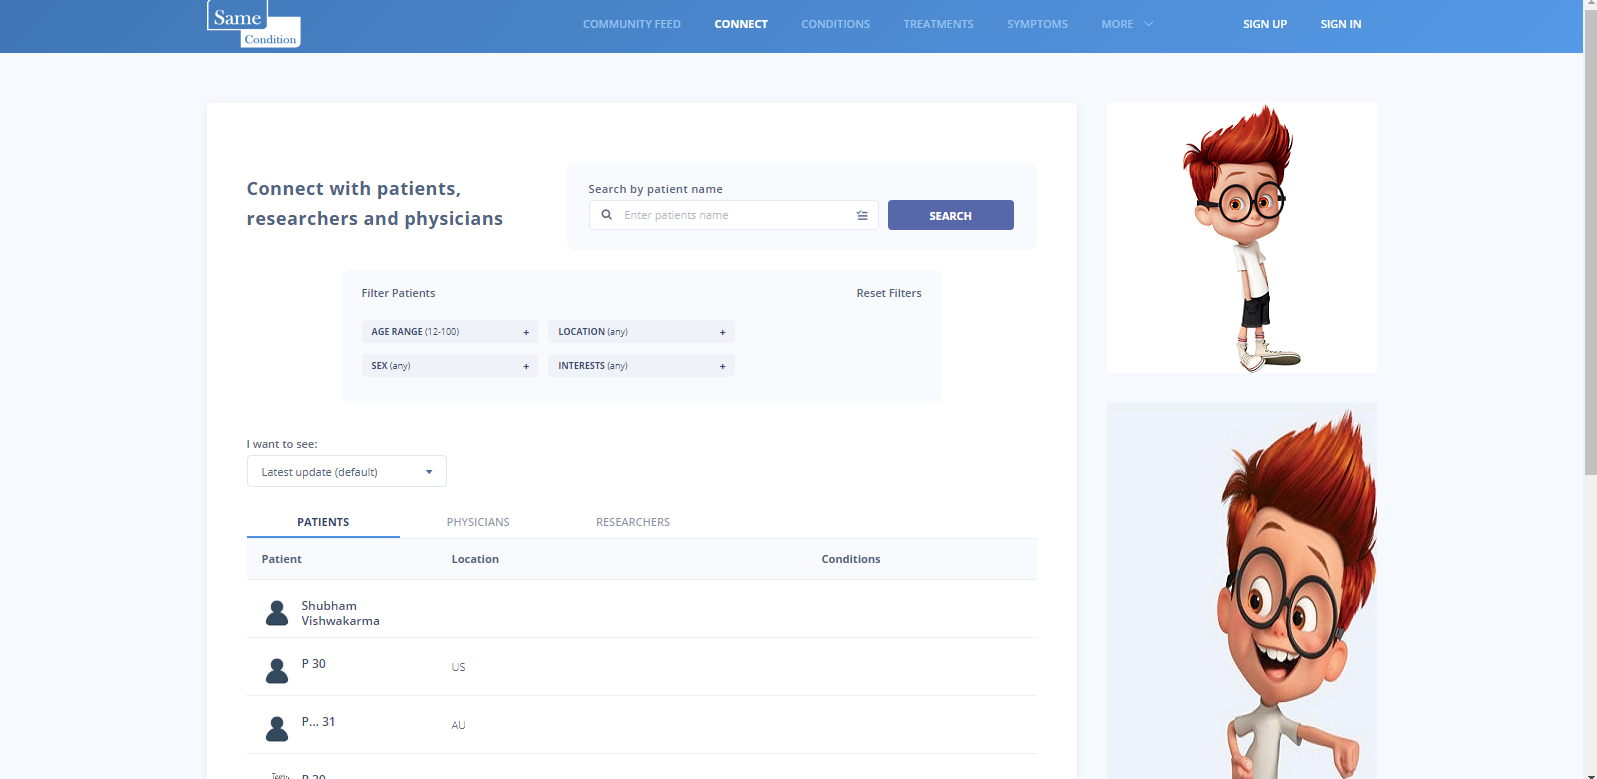 Same
Condition
COMMUNITY FEED CONNECT CONDITIONS TREATMENTS SYMPTOMS MORE SIGN UP SIGN IN
Connect with patients,
researchers and physicians
Search by patient name
Enter patients name SEARCH
Filter Patients Reset Filters
AGE RANGE (12-100) + LOCATION (any) +
SEX (any) + INTERESTS (any) +
I want to see:
Latest update (default)
PATIENTS PHYSICIANS RESEARCHERS
Patient Location Conditions
Shubham
Vishwakarma
P 30 US
P... 31 AU